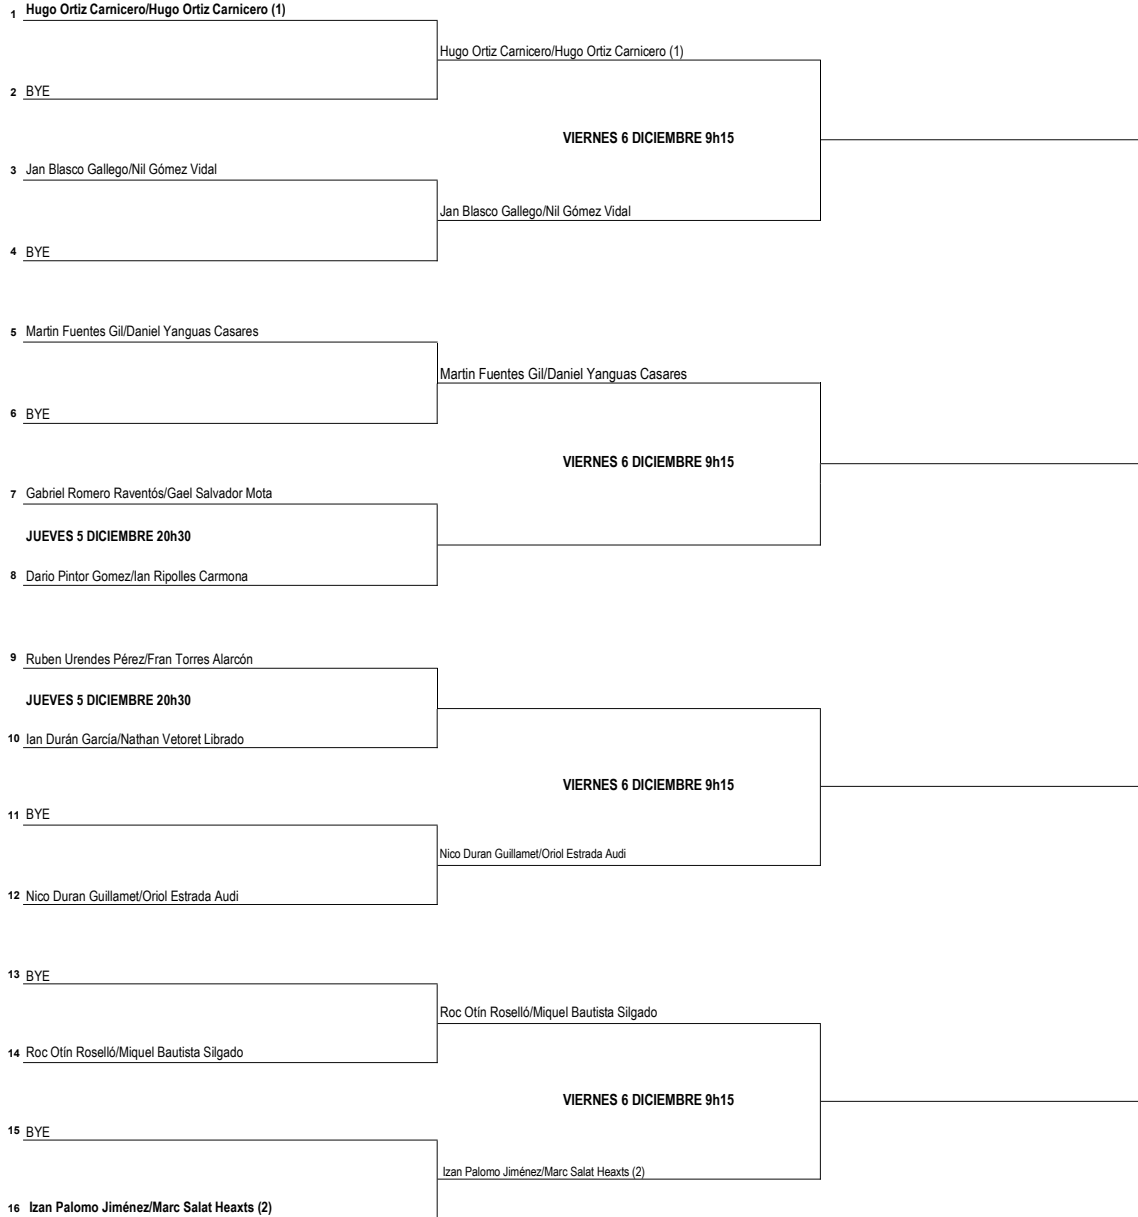 1 Hugo Ortiz Carnicero/Hugo Ortiz Carnicero (1)
Hugo Ortiz Carnicero/Hugo Ortiz Carnicero (1)
2 BYE
VIERNES 6 DICIEMBRE 9h15
3 Jan Blasco Gallego/Nil Gómez Vidal
Jan Blasco Gallego/Nil Gómez Vidal
4 BYE
5 Martin Fuentes Gil/Daniel Yanguas Casares
Martin Fuentes Gil/Daniel Yanguas Casares
6 BYE
VIERNES 6 DICIEMBRE 9h15
7 Gabriel Romero Raventós/Gael Salvador Mota
JUEVES 5 DICIEMBRE 20h30
8 Dario Pintor Gomez/Ian Ripolles Carmona
9 Ruben Urendes Pérez/Fran Torres Alarcón
JUEVES 5 DICIEMBRE 20h30
10 Ian Durán García/Nathan Vetoret Librado
VIERNES 6 DICIEMBRE 9h15
11 BYE
Nico Duran Guillamet/Oriol Estrada Audi
12 Nico Duran Guillamet/Oriol Estrada Audi
13 BYE
Roc Otín Roselló/Miquel Bautista Silgado
14 Roc Otín Roselló/Miquel Bautista Silgado
VIERNES 6 DICIEMBRE 9h15
15 BYE
Izan Palomo Jiménez/Marc Salat Heaxts (2)
16 Izan Palomo Jiménez/Marc Salat Heaxts (2)